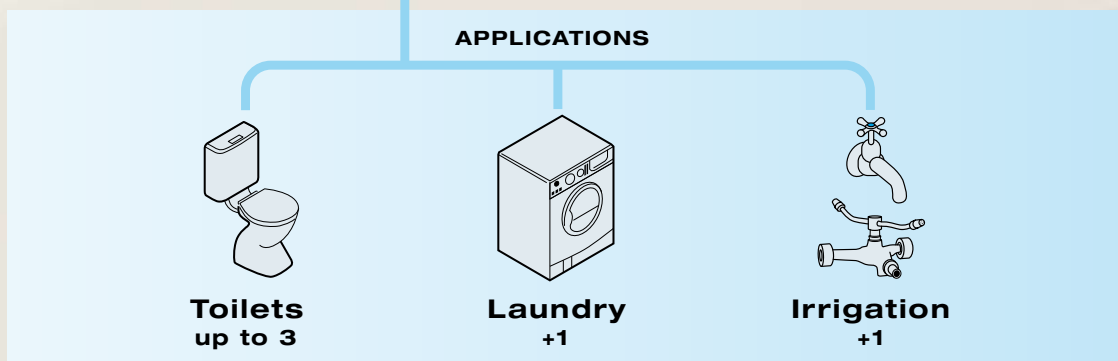 APPLICATIONS
Toilets
up to 3
Laundry
+1
Irrigation
+1